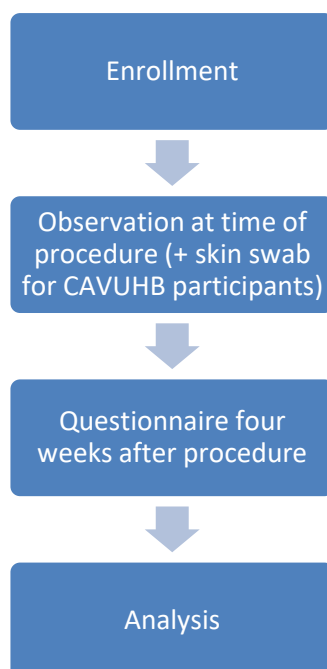 Enrollment
Observation at time of
procedure (+ skin swab
for CAVUHB participants)
Questionnaire four
weeks after procedure
Analysis